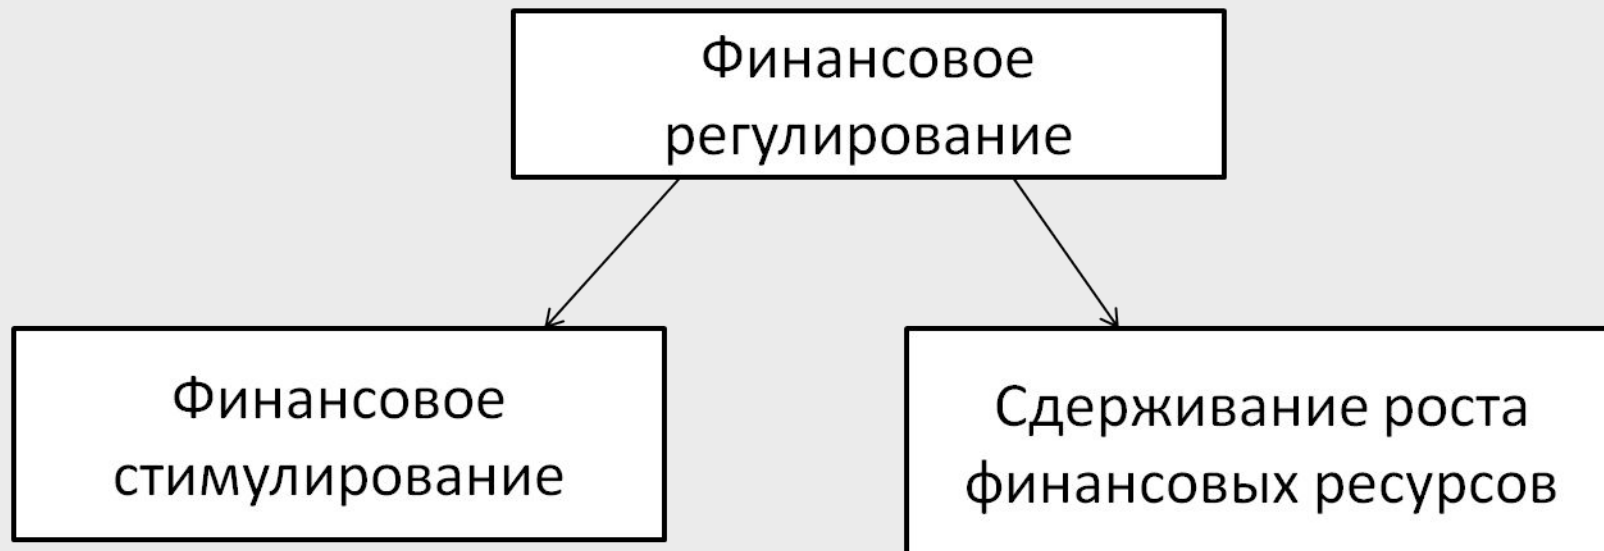 Финансовое
регулирование
Финансовое
стимулирование
Сдерживание роста
финансовых ресурсов